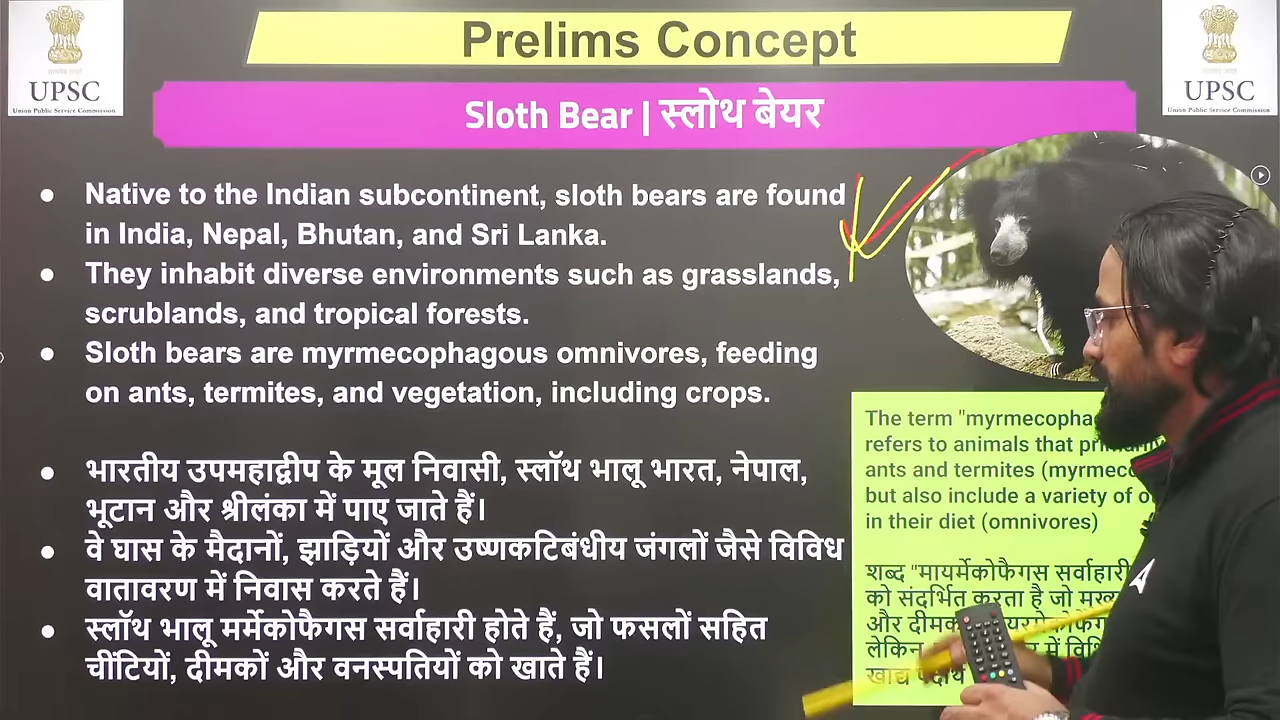 UPSC
Union Public Service Commission
Prelims Concept
UPSC
Union Public Service Commission
Sloth Bear | स्लोथ बेयर
Native to the Indian subcontinent, sloth bears are found
in India, Nepal, Bhutan, and Sri Lanka.
They inhabit diverse environments such as grasslands,
scrublands, and tropical forests.
Sloth bears are myrmecophagous omnivores, feeding
on ants, termites, and vegetation, including crops.
भारतीय उपमहाद्वीप के मूल निवासी, स्लॉथ भालू भारत, नेपाल,
भूटान और श्रीलंका में पाए जाते हैं।
वे घास के मैदानों, झाड़ियों और उष्णकटिबंधीय जंगलों जैसे विविध
वातावरण में निवास करते हैं।
स्लॉथ भालू मर्मेकोफैगस सर्वाहारी होते हैं, जो फसलों सहित
चींटियों, दीमकों और वनस्पतियों को खाते हैं।
The term
refers to animals that
ants and termites
but also include a variety of
in their diet (omnivores)
शब्द "मायर्मेकोफैगस सर्वाहारी
को संदर्भित करता है जो
और
लेकिन में
खाद्य